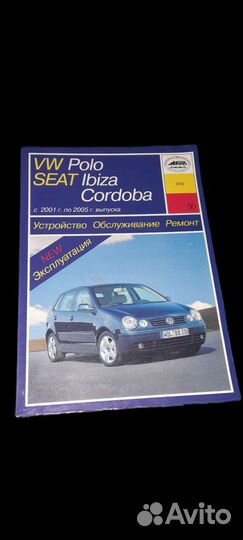 VW Polo
SEAT Ibiza
Cordoba
с 2001 г. по 2005 г. выпуска
Устройство Обслуживание Ремонт
NEW
Эксплуатация
Avito